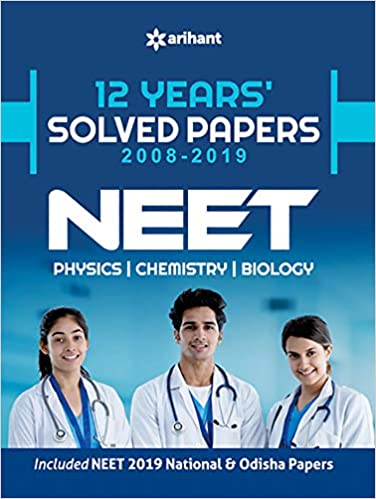 arihant
12 YEARS'
SOLVED PAPERS
2008-2019
NEET
PHYSICS | CHEMISTRY | BIOLOGY
Included NEET 2019 National & Odisha Papers